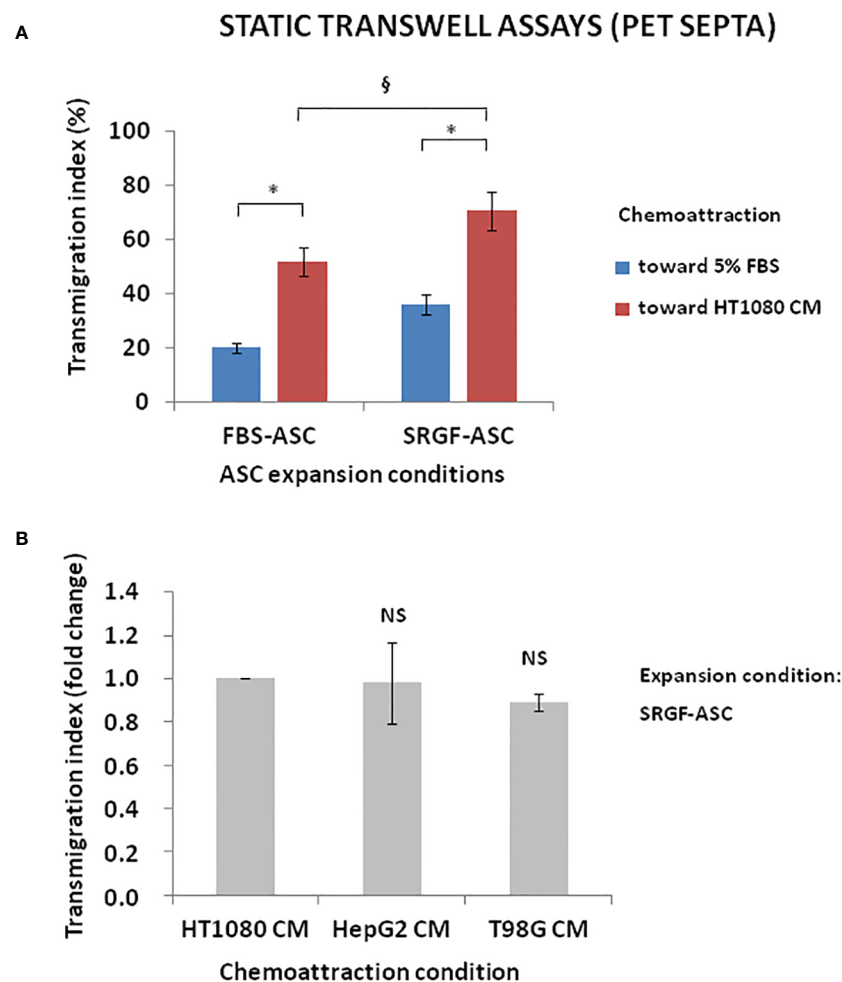 A
STATIC TRANSWELL ASSAYS (PET SEPTA)
Transmigration index (%)
100
80
60
40
20
0
§
*
*
FBS-ASC
SRGF-ASC
ASC expansion conditions
Chemoattraction
toward 5% FBS
toward HT1080 CM
B
Transmigration index (fold change)
1.4
1.2
1.0
0.8
0.6
0.4
0.2
0.0
NS
NS
HT1080 CM
HepG2 CM
T98G CM
Chemoattraction condition
Expansion condition:
SRGF-ASC